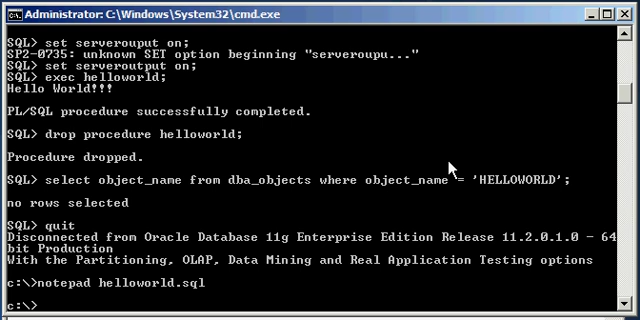 Administrator: C:\Windows\System32\cmd.exe
SQL> set serverouput on;
SP2-0735: unknown SET option beginning "serveroupu..."
SQL> set serveroutput on;
SQL> exec helloworld;
Hello World!!!
PL/SQL procedure successfully completed.
SQL> drop procedure helloworld;
Procedure dropped.
SQL> select object_name from dba_objects where object_name = 'HELLOWORLD';
no rows selected
SQL> quit
Disconnected from Oracle Database 11g Enterprise Edition Release 11.2.0.1.0 - 64
bit Production
With the Partitioning, OLAP, Data Mining and Real Application Testing options
c:\>notepad helloworld.sql
c:\>